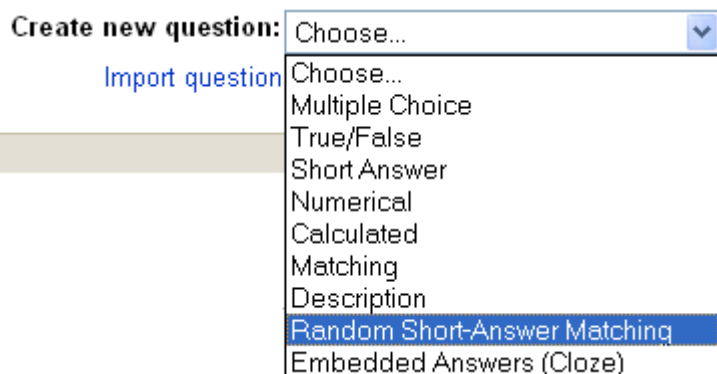 Create new question: Choose...
Import question Choose...
Multiple Choice
True/False
Short Answer
Numerical
Calculated
Matching
Description
Random Short-Answer Matching
Embedded Answers (Cloze)